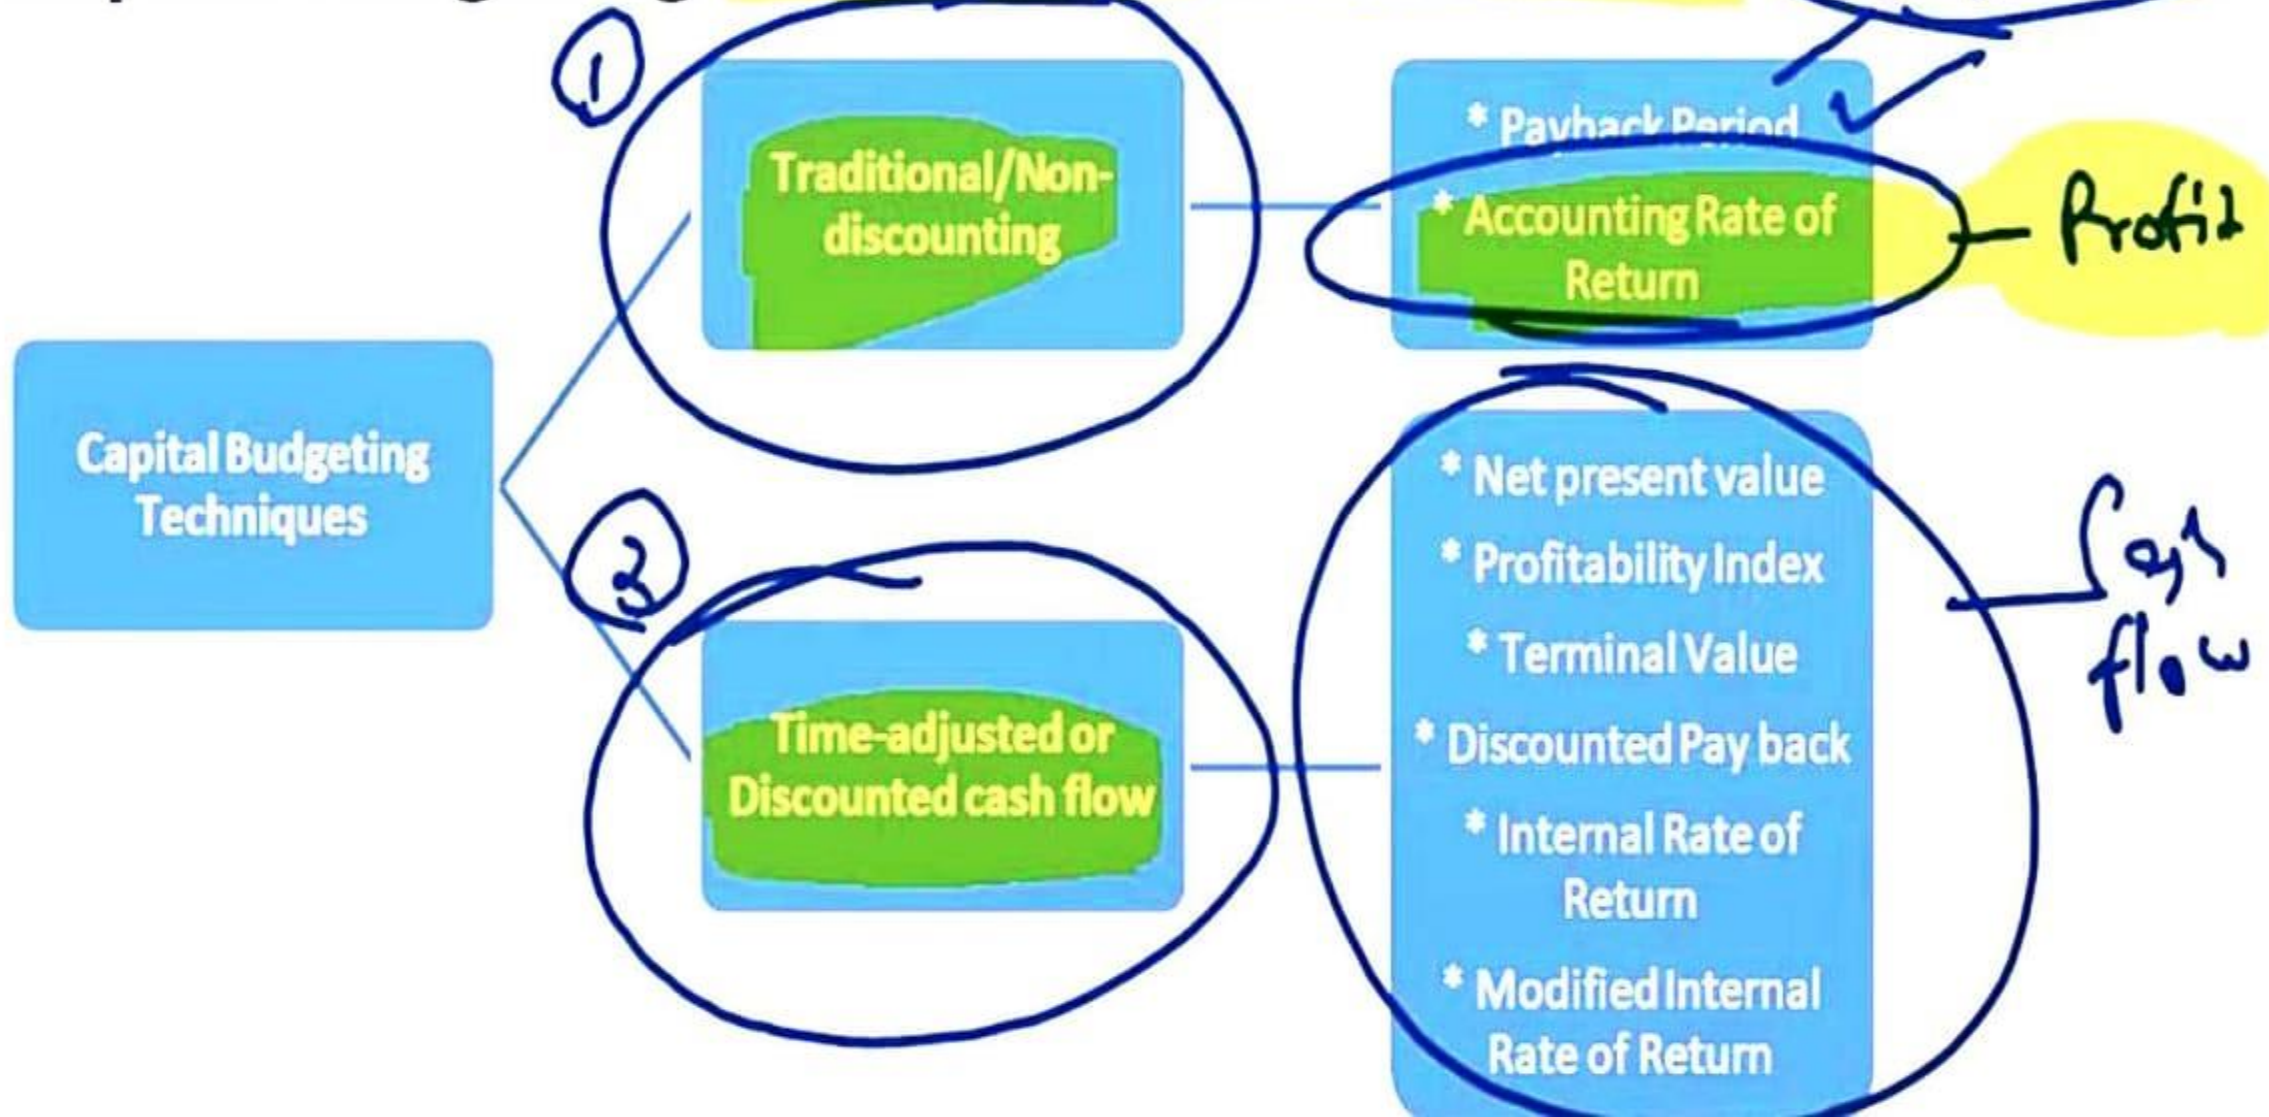 1
Traditional/Non-
discounting
* Payback Period
* Accounting Rate of
Return
Profit
Capital Budgeting
Techniques
2
Time-adjusted or
Discounted cash flow
* Net present value
* Profitability Index
* Terminal Value
* Discounted Pay back
* Internal Rate of
Return
* Modified Internal
Rate of Return
Cash
flow